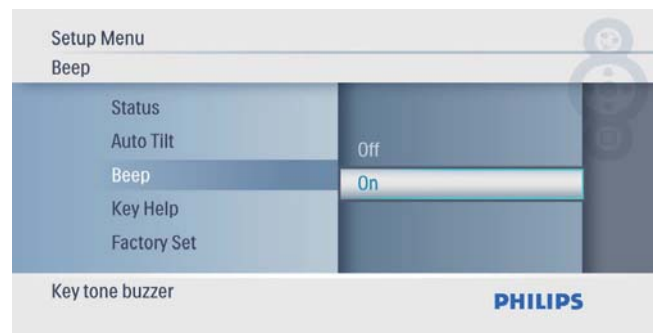 Setup Menu
Beep
Status
Auto Tilt
Off
Beep
On
Key Help
Factory Set
Key tone buzzer
PHILIPS